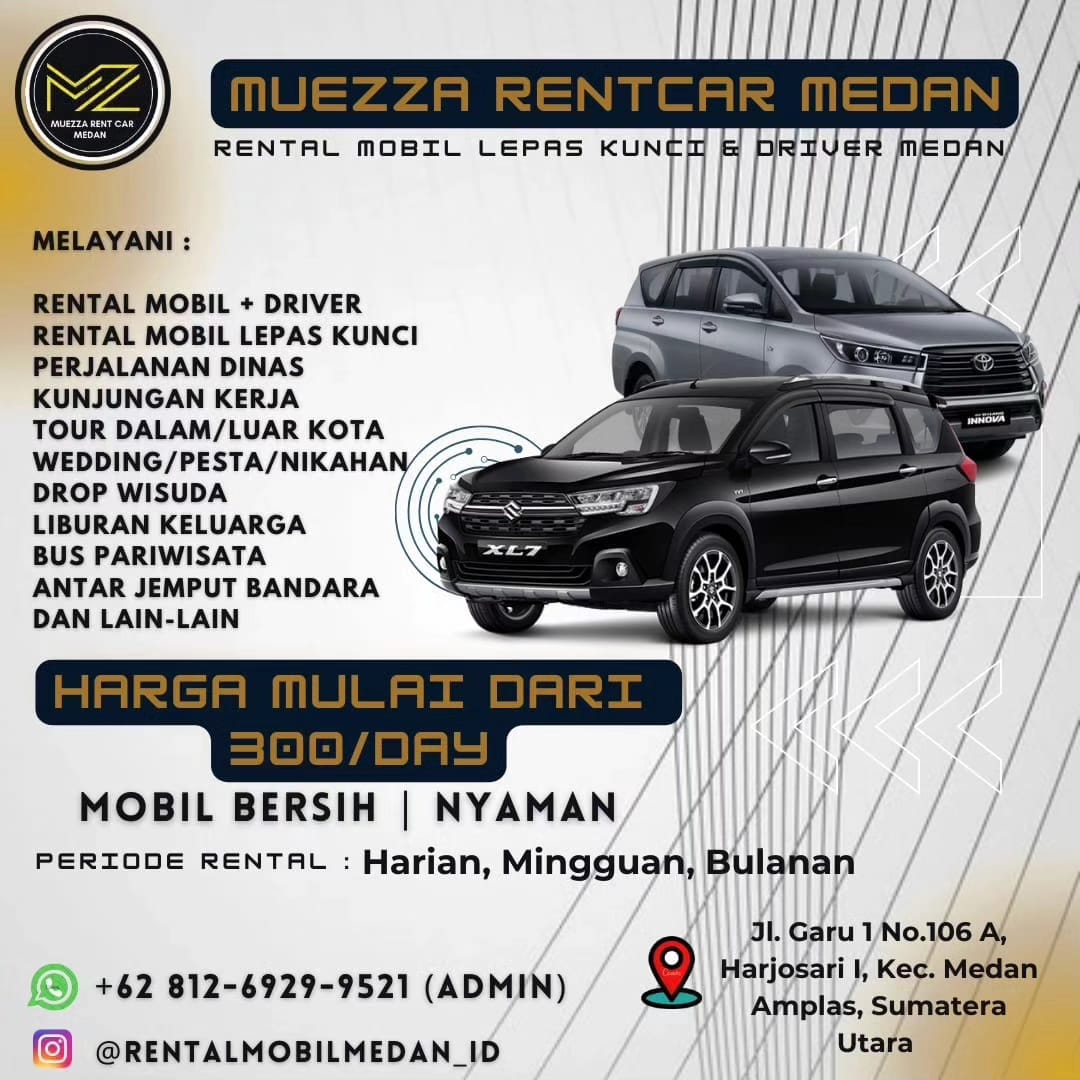 MZ
MUEZZA RENT CAR
MEDAN
MUEZZA RENTCAR MEDAN
RENTAL MOBIL LEPAS KUNCI & DRIVER MEDAN
MELAYANI :
RENTAL MOBIL + DRIVER
RENTAL MOBIL LEPAS KUNCI
PERJALANAN DINAS
KUNJUNGAN KERJA
TOUR DALAM/LUAR KOTA
WEDDING/PESTA/NIKAHAN
DROP WISUDA
LIBURAN KELUARGA
BUS PARIWISATA
ANTAR JEMPUT BANDARA
DAN LAIN-LAIN
INNOVA
XL7
HARGA MULAI DARI
300/DAY
MOBIL BERSIH | NYAMAN
PERIODE RENTAL : Harian, Mingguan, Bulanan
+62 812-6929-9521 (ADMIN)
@RENTALMOBILMEDAN_ID
Jl. Garu 1 No.106 A,
Harjosari I, Kec. Medan
Amplas, Sumatera
Utara